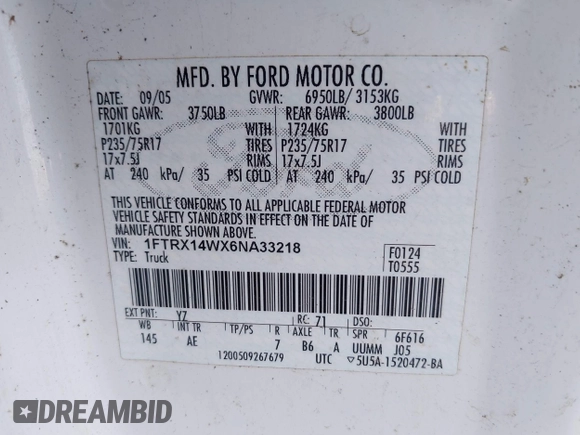 MFD. BY FORD MOTOR CO.
DATE: 09/05 GVWR: 6950LB/ 3153KG
FRONT GAWR: 3750LB REAR GAWR: 3800LB
1701KG WITH 1724KG WITH
P235/75R17 TIRES P235/75R17 TIRES
17x7.5J RIMS 17x7.5J RIMS
AT 240 kPa/ 35 PSI COLD AT 240 kPa/ 35 PSI COLD
THIS VEHICLE CONFORMS TO ALL APPLICABLE FEDERAL MOTOR
VEHICLE SAFETY STANDARDS IN EFFECT ON THE DATE OF
MANUFACTURE SHOWN ABOVE.
VIN: 1FTRX14WX6NA33218 F0124
TYPE: Truck T0555
EXT PNT: YZ RC: 71 DSO:
WB INT TR TP/PS R AXLE TR SPR 6F616
145 AE 7 B6 A UUMM J05
1200509267679 UTC ▽5U5A-1520472-BA
Ford
DREAMBID